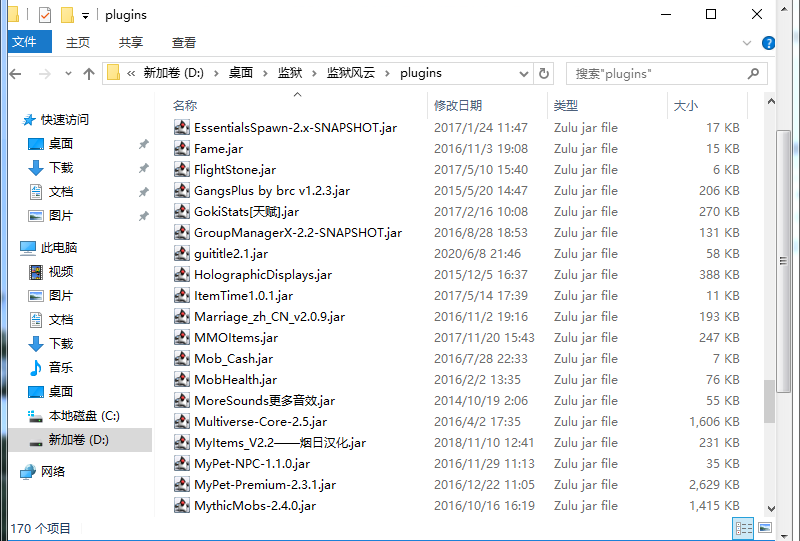 plugins
文件 主页 共享 查看
« 新加卷 (D:) › 桌面 › 监狱 › 监狱风云 › plugins 搜索"plugins"
名称 修改日期 类型 大小
快速访问
桌面
下载
文档
图片
此电脑
视频
图片
文档
下载
音乐
桌面
本地磁盘 (C:)
新加卷 (D:)
网络
EssentialsSpawn-2.x-SNAPSHOT.jar 2017/1/24 11:47 Zulu jar file 17 KB
Fame.jar 2016/11/3 19:08 Zulu jar file 15 KB
FlightStone.jar 2017/5/10 15:40 Zulu jar file 6 KB
GangsPlus by brc v1.2.3.jar 2015/5/20 14:47 Zulu jar file 206 KB
GokiStats[天赋].jar 2017/2/16 10:08 Zulu jar file 270 KB
GroupManagerX-2.2-SNAPSHOT.jar 2016/8/28 18:53 Zulu jar file 131 KB
guititle2.1.jar 2020/6/8 21:46 Zulu jar file 58 KB
HolographicDisplays.jar 2015/12/5 16:37 Zulu jar file 388 KB
ItemTime1.0.1.jar 2017/5/14 17:39 Zulu jar file 11 KB
Marriage_zh_CN_v2.0.9.jar 2016/11/2 19:16 Zulu jar file 193 KB
MMOItems.jar 2017/11/20 15:43 Zulu jar file 247 KB
Mob_Cash.jar 2016/7/28 22:33 Zulu jar file 7 KB
MobHealth.jar 2016/2/2 13:35 Zulu jar file 76 KB
MoreSounds更多音效.jar 2014/10/19 2:06 Zulu jar file 55 KB
Multiverse-Core-2.5.jar 2016/4/2 17:35 Zulu jar file 1,606 KB
MyItems_V2.2——烟日汉化.jar 2018/11/10 12:41 Zulu jar file 231 KB
MyPet-NPC-1.1.0.jar 2016/11/29 11:13 Zulu jar file 35 KB
MyPet-Premium-2.3.1.jar 2016/12/22 11:05 Zulu jar file 2,629 KB
MythicMobs-2.4.0.jar 2016/10/16 16:19 Zulu jar file 1,415 KB
170 个项目